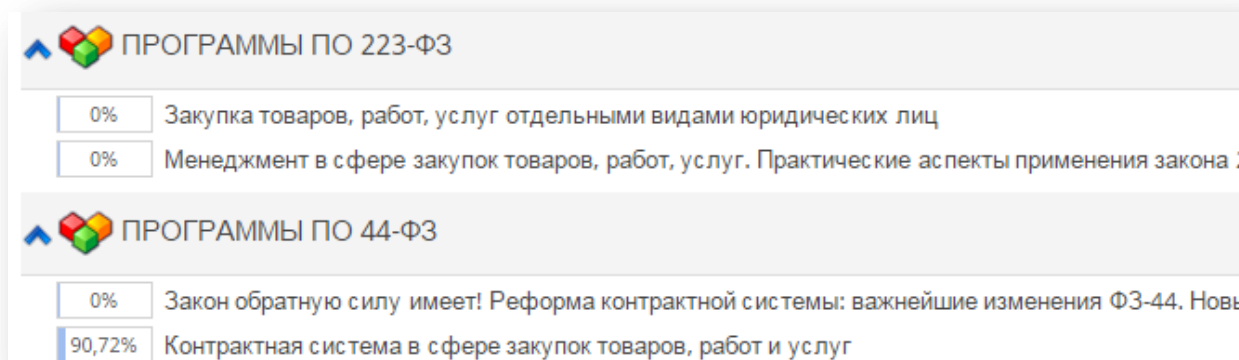 ПРОГРАММЫ ПО 223-ФЗ
0% Закупка товаров, работ, услуг отдельными видами юридических лиц
0% Менеджмент в сфере закупок товаров, работ, услуг. Практические аспекты применения закона
ПРОГРАММЫ ПО 44-ФЗ
0% Закон обратную силу имеет! Реформа контрактной системы: важнейшие изменения ФЗ-44.
90,72% Контрактная система в сфере закупок товаров, работ и услуг